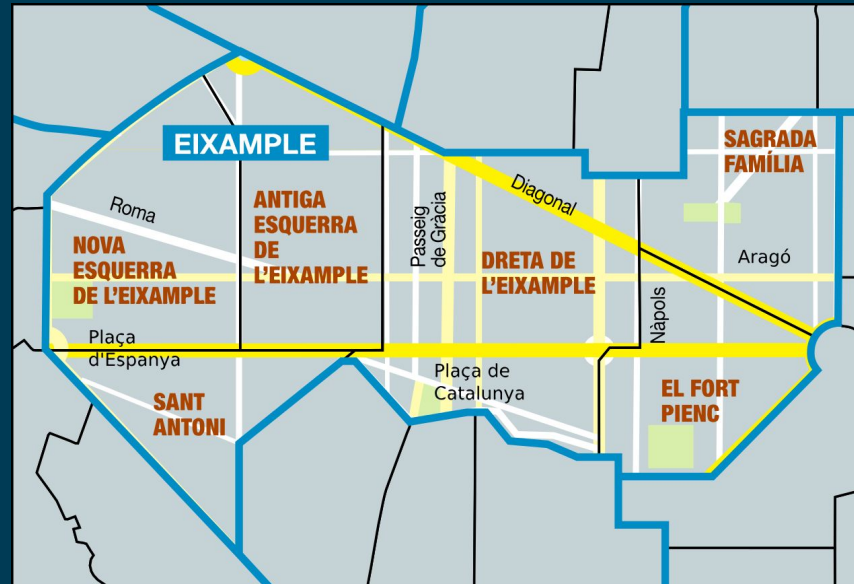 EIXAMPLE
SAGRADA
FAMÍLIA
Diagonal
Roma
ANTIGA
ESQUERRA
DE
L'EIXAMPLE
Passeig
de Gràcia
NOVA
ESQUERRA
DE L'EIXAMPLE
DRETA DE
L'EIXAMPLE
Aragó
Nàpols
Plaça
d'Espanya
Plaça de
Catalunya
SANT
ANTONI
EL FORT
PIENC